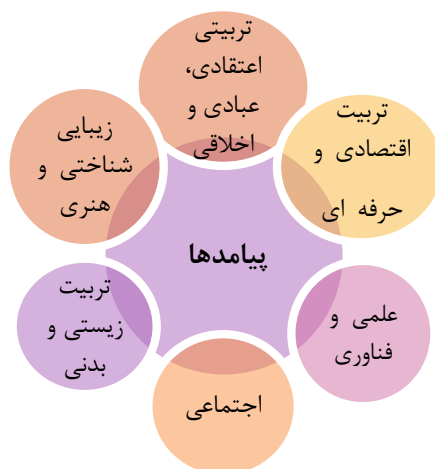 تربیتی
اعتقادی،
عبادی و
اخلاقی
تربیت
اقتصادی و
حرفه ای
علمی و
فناوری
اجتماعی
تربیت
زیستی و
بدنی
زیبایی
شناختی و
هنری
پیامدها